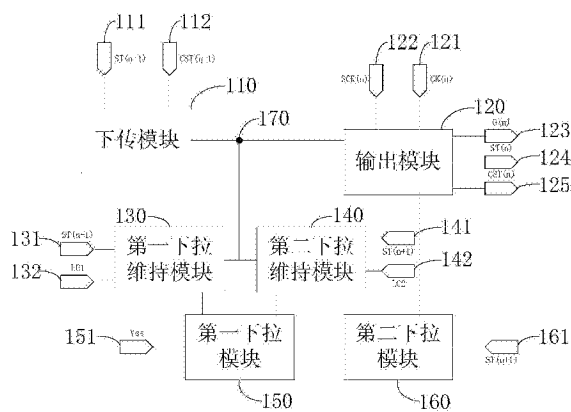 111
112
122
121
ST(n-1)
CST(n-1)
SCK(n)
CK(n)
110
120
170
下传模块
输出模块
G(n)
123
ST(n)
124
CST(n)
125
130
140
131
ST(n-1)
第一下拉
维持模块
第二下拉
维持模块
141
ST(n+1)
132
LC1
142
LC2
151
Vss
第一下拉
模块
第二下拉
模块
161
ST(n+1)
150
160